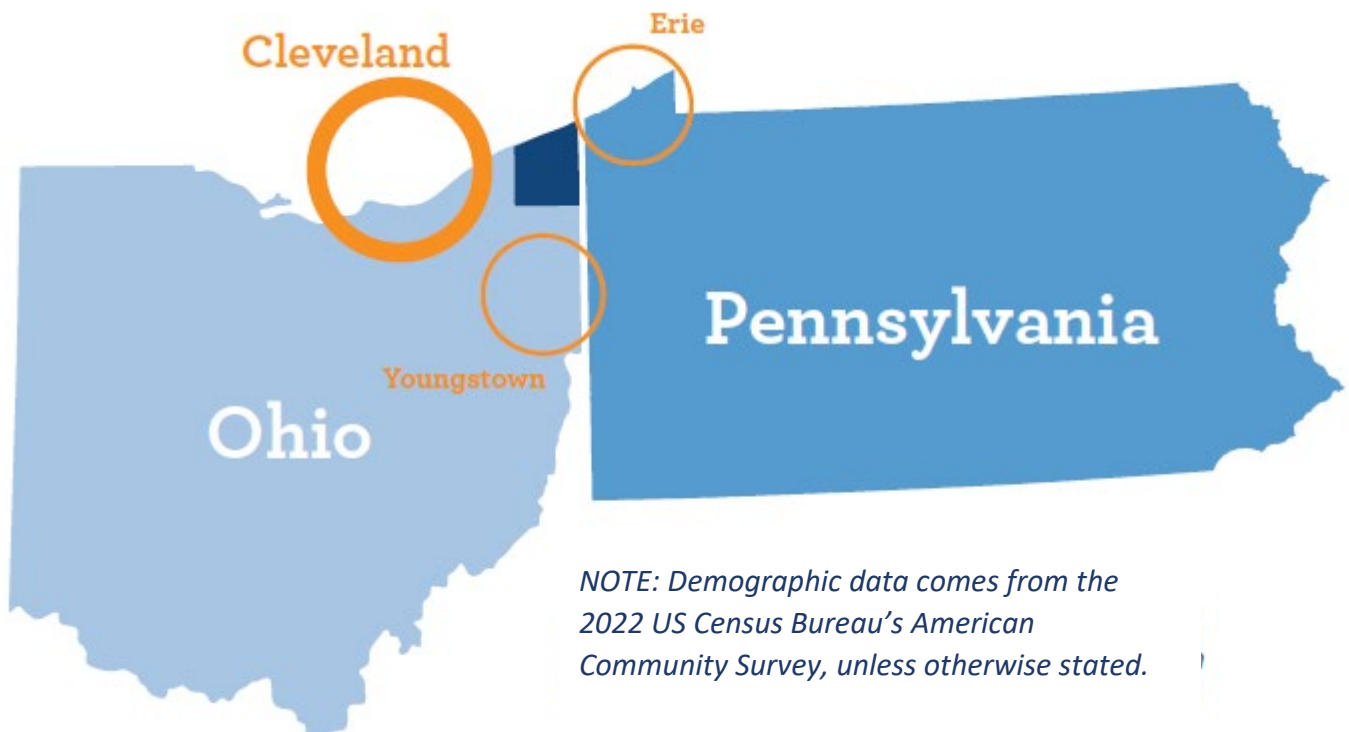 Erie
Cleveland
Pennsylvania
Youngstown
Ohio
NOTE: Demographic data comes from the
2022 US Census Bureau’s American
Community Survey, unless otherwise stated.